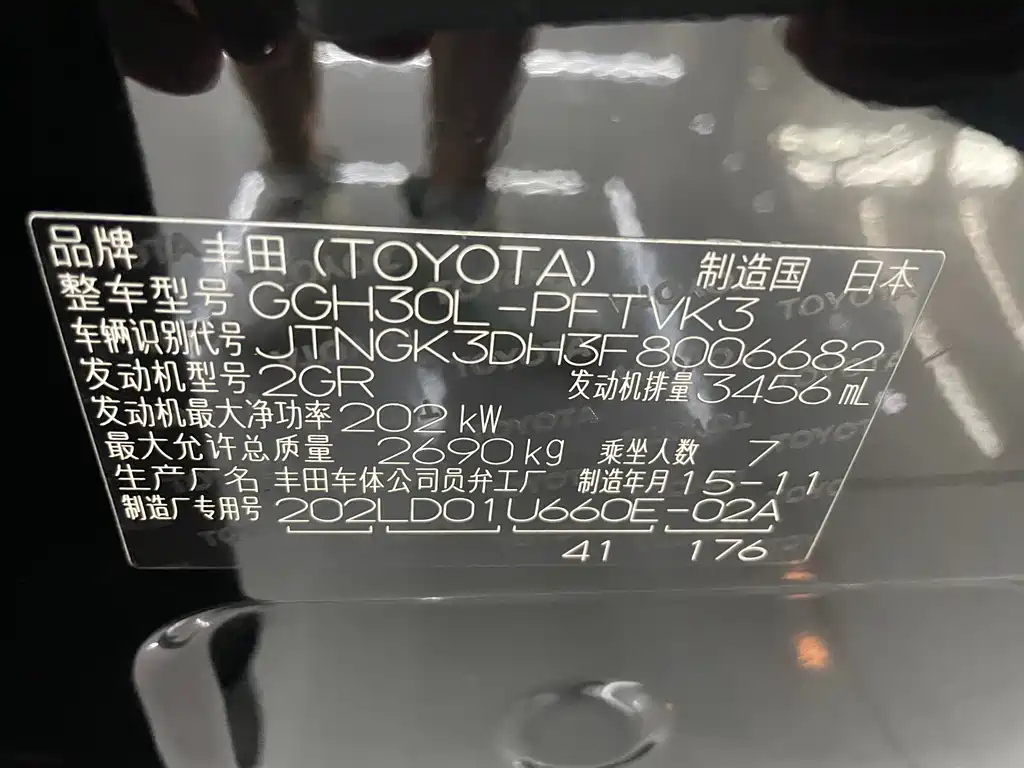 品牌 丰田 (TOYOTA) 制造国 日本
整车型号 GGH30L-PFTVK3
车辆识别代号 JTNGK3DH3F8006682
发动机型号 2GR 发动机排量 3456 mL
发动机最大净功率 202 kW
最大允许总质量 2690 kg 乘坐人数 7
生产厂名 丰田车体公司员弁工厂 制造年月 15-11
制造厂专用号 202LD01U660E-02A
41 176